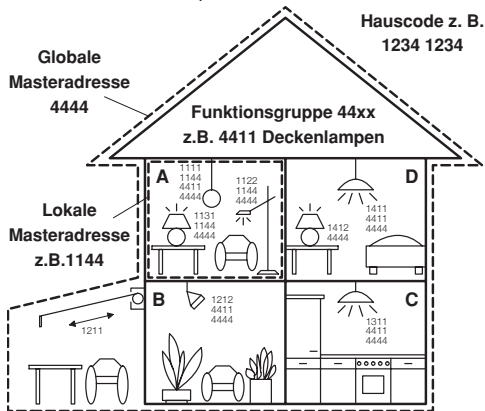 Hauscode z. B.
1234 1234
Globale
Masteradresse
4444
Funktionsgruppe 44xx
z.B. 4411 Deckenlampen
A
1111
1144
4411
4444
1122
1144
4444
1131
1144
4444
D
1411
4411
4444
1412
4444
Lokale
Masteradresse
z.B.1144
B
1212
4411
4444
C
1311
4411
4444
1211